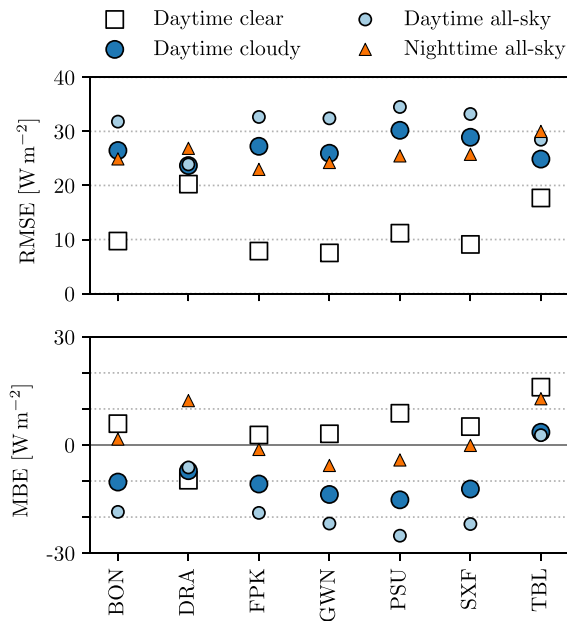 Daytime clear
Daytime all-sky
Daytime cloudy
Nighttime all-sky
40
30
20
10
0
RMSE [W m⁻²]
30
0
-30
MBE [W m⁻²]
BON
DRA
FPK
GWN
PSU
SXF
TBL